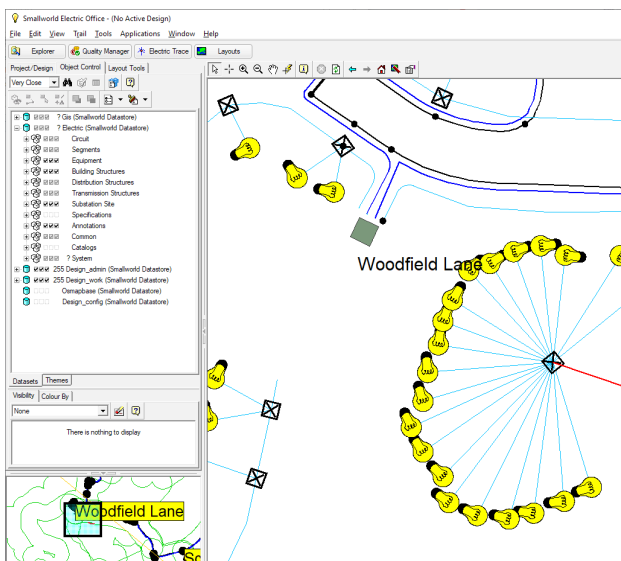 Smallworld Electric Office - (No Active Design)
File Edit View Trail Tools Applications Window Help
Explorer Quality Manager Electric Trace Layouts
Project/Design Object Control Layout Tools
Very Close
? Gis (Smallworld Datastore)
? Electric (Smallworld Datastore)
Circuit
Segments
Equipment
Building Structures
Distribution Structures
Transmission Structures
Substation Site
Specifications
Annotations
Common
Catalogs
? System
255 Design_admin (Smallworld Datastore)
255 Design_work (Smallworld Datastore)
Osmapbase (Smallworld Datastore)
Design_config (Smallworld Datastore)
Datasets Themes
Visibility Colour By
None
There is nothing to display
Woodfield Lane
Woodfield Lane